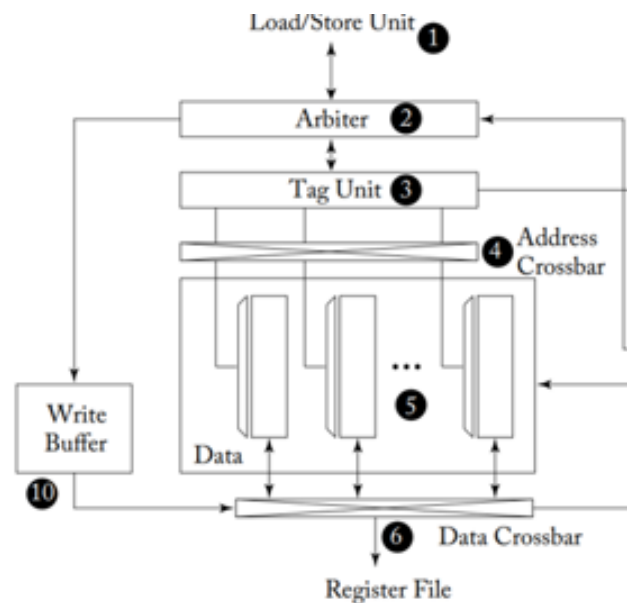 Load/Store Unit 1
Arbiter 2
Tag Unit 3
4 Address
Crossbar
5
Write
Buffer
Data
10
6 Data Crossbar
Register File